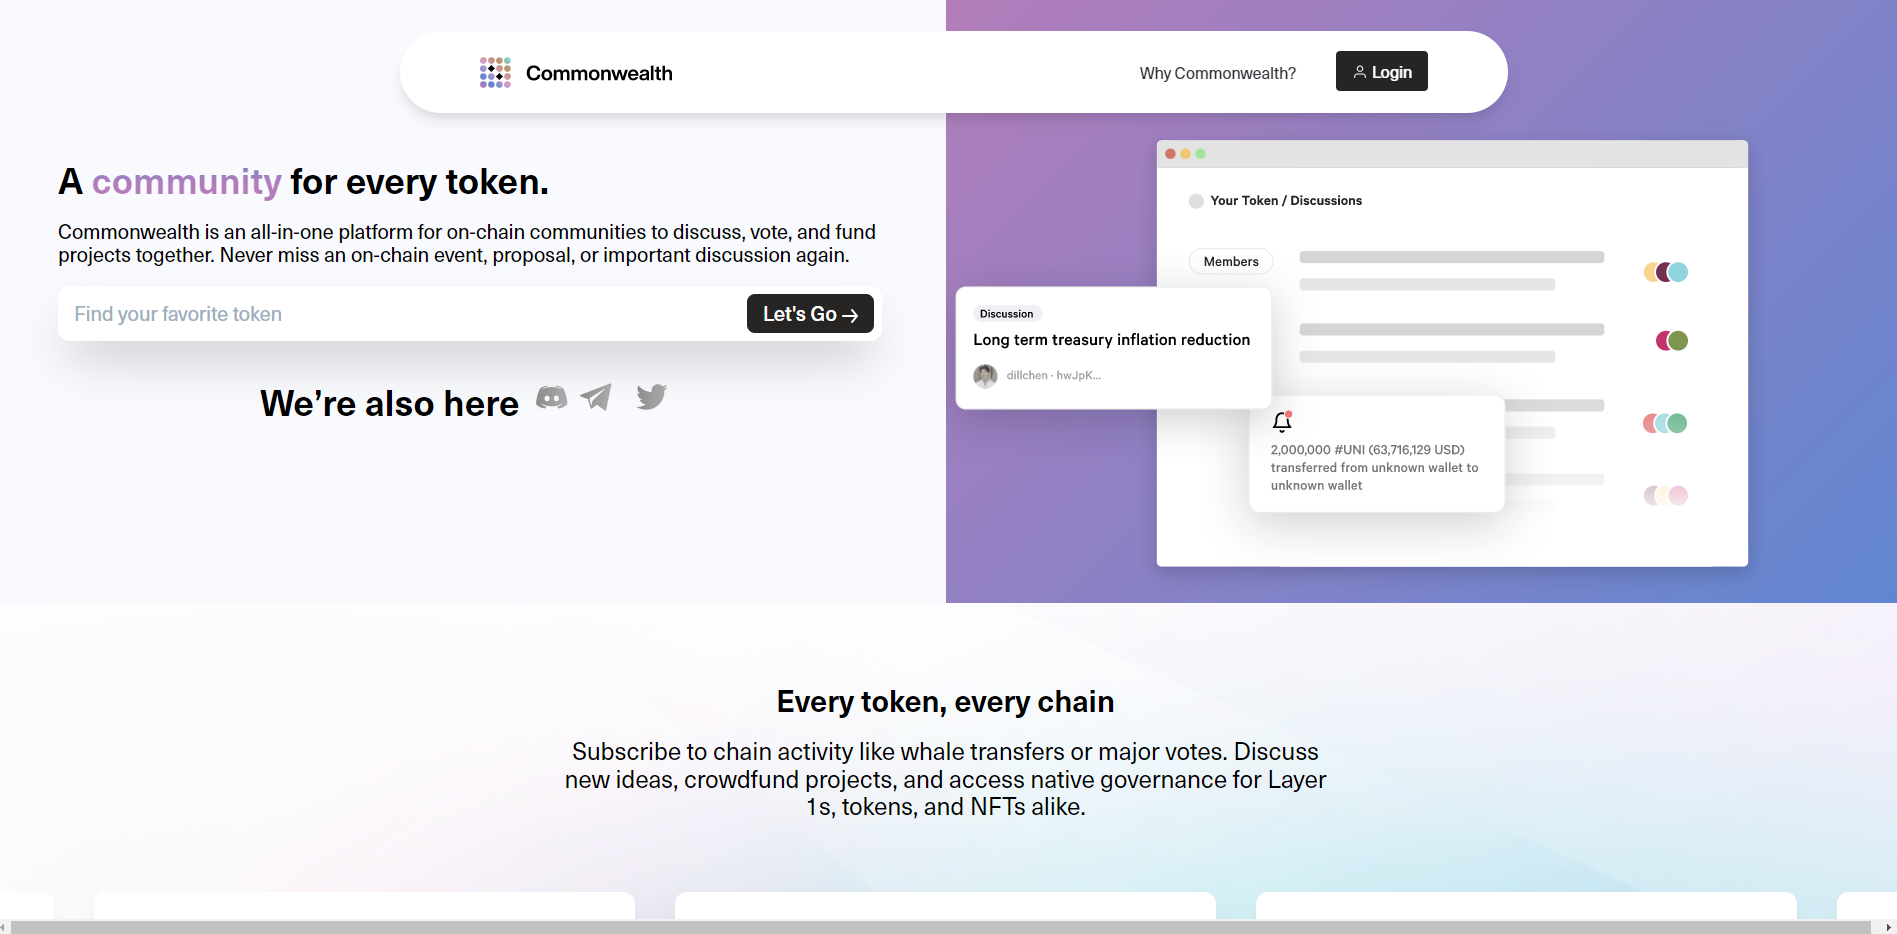 Commonwealth
Why Commonwealth?
Login
A community for every token.
Commonwealth is an all-in-one platform for on-chain communities to discuss, vote, and fund
projects together. Never miss an on-chain event, proposal, or important discussion again.
Find your favorite token
Let's Go →
We’re also here
Your Token / Discussions
Members
Discussion
Long term treasury inflation reduction
dillchen · hwJpK...
2,000,000 #UNI (63,716,129 USD)
transferred from unknown wallet to
unknown wallet
Every token, every chain
Subscribe to chain activity like whale transfers or major votes. Discuss
new ideas, crowdfund projects, and access native governance for Layer
1s, tokens, and NFTs alike.